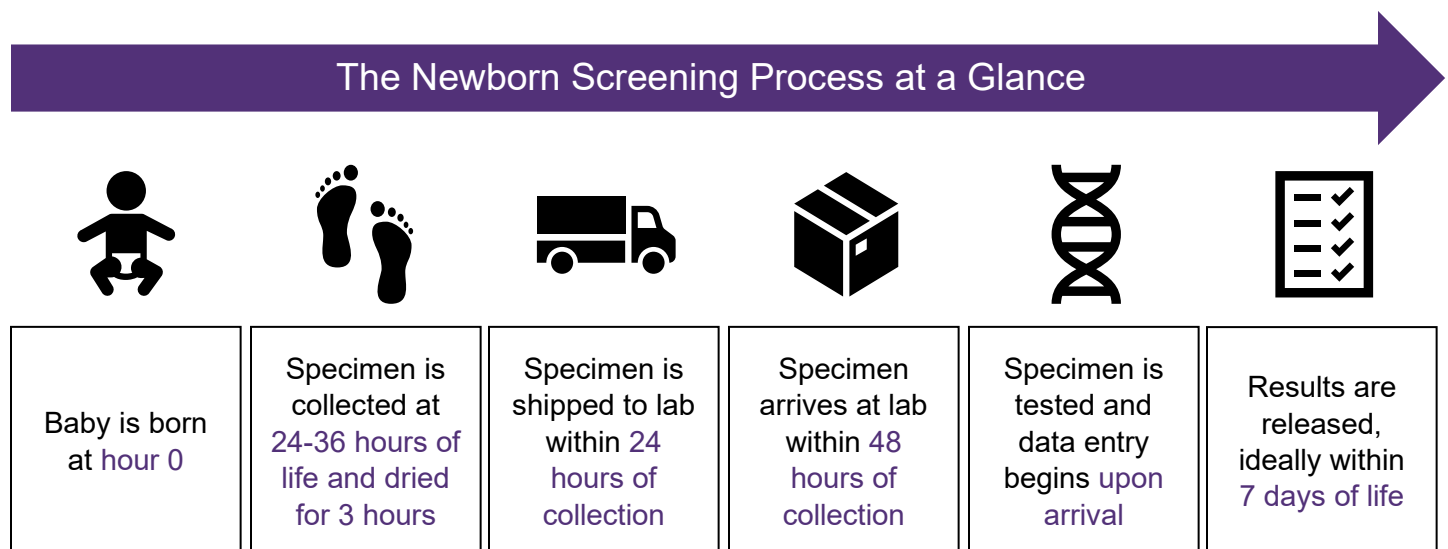 The Newborn Screening Process at a Glance
Baby is born
at hour 0
Specimen is
collected at
24-36 hours of
life and dried
for 3 hours
Specimen is
shipped to lab
within 24
hours of
collection
Specimen
arrives at lab
within 48
hours of
collection
Specimen is
tested and
data entry
begins upon
arrival
Results are
released,
ideally within
7 days of life